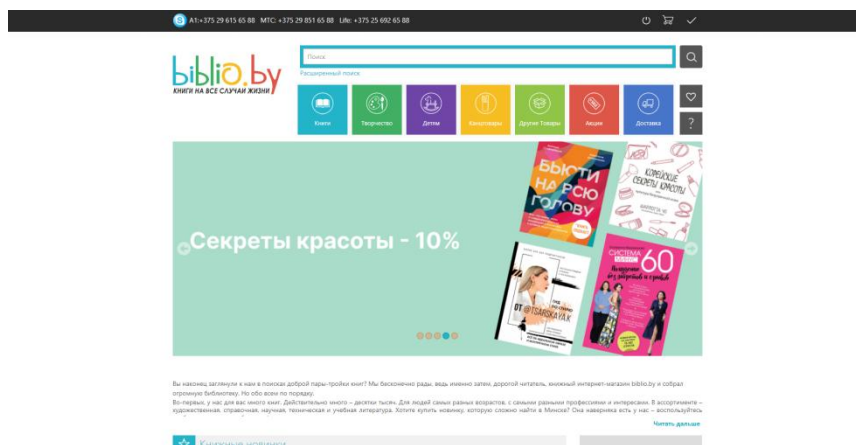 A1:+375 29 615 65 88 МТС: +375 29 851 65 88 Life: +375 25 692 65 88
Поиск
Расширенный поиск
biblio.by
КНИГИ НА ВСЕ СЛУЧАИ ЖИЗНИ
Книги
Творчество
Детям
Канцтовары
Другие Товары
Акции
Доставка
?
Секреты красоты - 10%
БЬЮТИ
НА ВСЮ
ГОЛОВУ
КОРЕЙСКИЕ
СЕКРЕТЫ КРАСОТЫ
СИСТЕМА
МИНУС
60
ОТ @TSARSKAYA.K
Вы наконец заглянули к нам в поисках доброй пары-тройки книг? Мы бесконечно рады, ведь именно затем, дорогой читатель, книжный интернет-магазин biblio.by и собрал
огромную библиотеку. Но обо всем по порядку.
Во-первых, у нас для вас много книг. Действительно много – десятки тысяч. Для людей самых разных возрастов, с самыми разными профессиями и интересами. В ассортименте –
художественная, справочная, научная, техническая и учебная литература. Хотите купить новинку, которую сложно найти в Минске? Она наверняка есть у нас – воспользуйтесь
Читать дальше
Книжные новинки